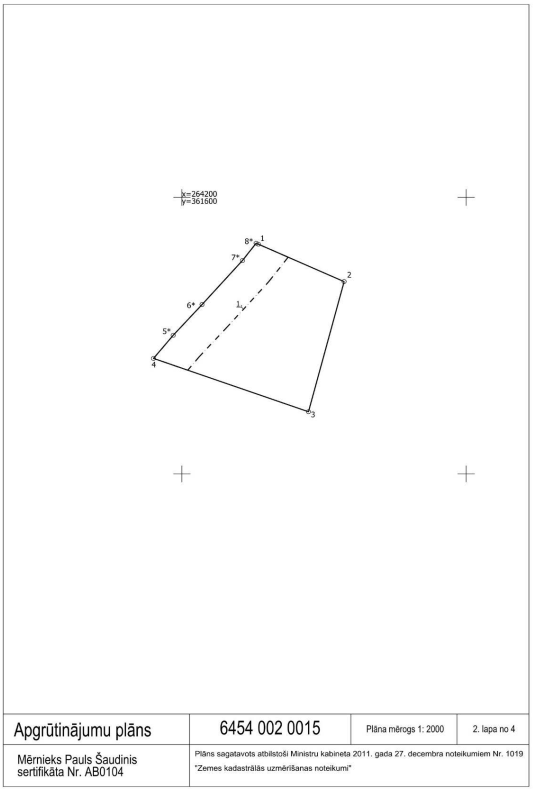 x=264200
y=361600
8* 1
7*
2
6*
1
5*
4
3
Apgrūtinājumu plāns
6454 002 0015
Plāna mērogs 1: 2000
2. lapa no 4
Mērnieks Pauls Šaudinis
sertifikāta Nr. AB0104
Plāns sagatavots atbilstoši Ministru kabineta 2011. gada 27. decembra noteikumiem Nr. 1019
"Zemes kadastrālās uzmērīšanas noteikumi"